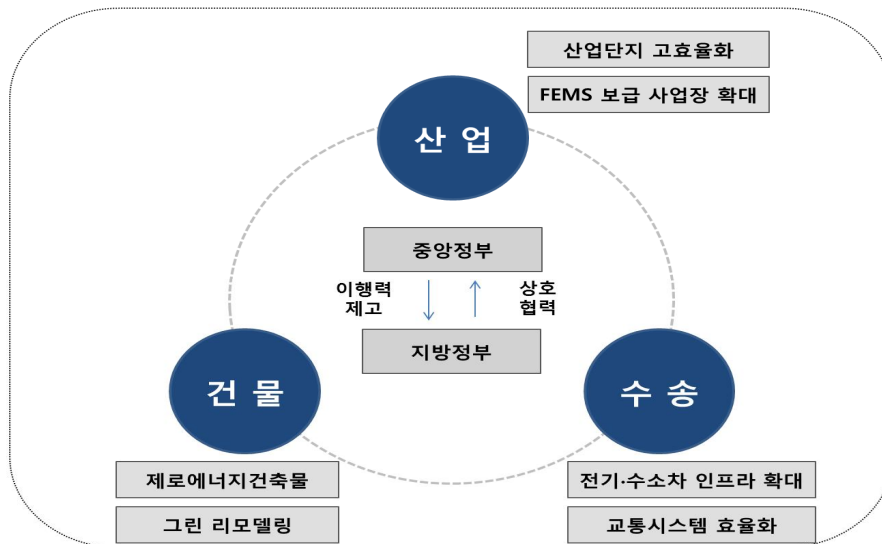 산업단지 고효율화
FEMS 보급 사업장 확대
산 업
중앙정부
이행력
제고
상호
협력
지방정부
건 물
수 송
제로에너지건축물
그린 리모델링
전기·수소차 인프라 확대
교통시스템 효율화